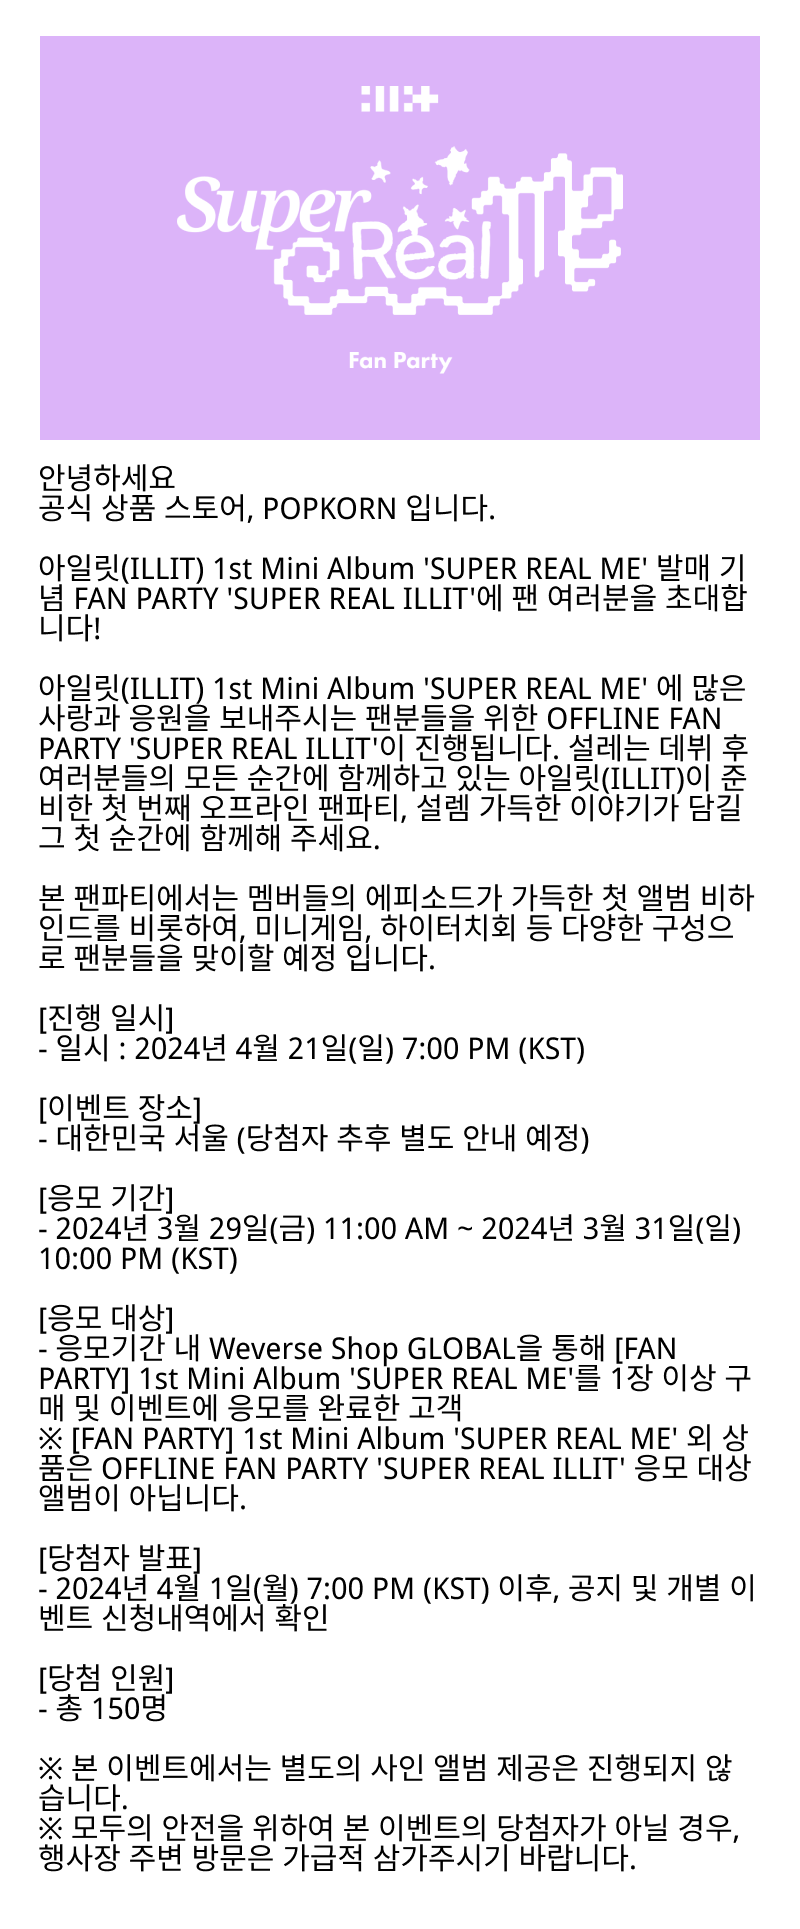 Super
Real
ME
Fan Party
안녕하세요
공식 상품 스토어, POPKORN 입니다.
아일릿(ILLIT) 1st Mini Album 'SUPER REAL ME' 발매 기
념 FAN PARTY 'SUPER REAL ILLIT'에 팬 여러분을 초대합
니다!
아일릿(ILLIT) 1st Mini Album 'SUPER REAL ME' 에 많은
사랑과 응원을 보내주시는 팬분들을 위한 OFFLINE FAN
PARTY 'SUPER REAL ILLIT'이 진행됩니다. 설레는 데뷔 후
여러분들의 모든 순간에 함께하고 있는 아일릿(ILLIT)이 준
비한 첫 번째 오프라인 팬파티, 설렘 가득한 이야기가 담길
그 첫 순간에 함께해 주세요.
본 팬파티에서는 멤버들의 에피소드가 가득한 첫 앨범 비하
인드를 비롯하여, 미니게임, 하이터치회 등 다양한 구성으
로 팬분들을 맞이할 예정 입니다.
[진행 일시]
- 일시 : 2024년 4월 21일(일) 7:00 PM (KST)
[이벤트 장소]
- 대한민국 서울 (당첨자 추후 별도 안내 예정)
[응모 기간]
- 2024년 3월 29일(금) 11:00 AM ~ 2024년 3월 31일(일)
10:00 PM (KST)
[응모 대상]
- 응모기간 내 Weverse Shop GLOBAL을 통해 [FAN
PARTY] 1st Mini Album 'SUPER REAL ME'를 1장 이상 구
매 및 이벤트에 응모를 완료한 고객
※ [FAN PARTY] 1st Mini Album 'SUPER REAL ME' 외 상
품은 OFFLINE FAN PARTY 'SUPER REAL ILLIT' 응모 대상
앨범이 아닙니다.
[당첨자 발표]
- 2024년 4월 1일(월) 7:00 PM (KST) 이후, 공지 및 개별 이
벤트 신청내역에서 확인
[당첨 인원]
- 총 150명
※ 본 이벤트에서는 별도의 사인 앨범 제공은 진행되지 않
습니다.
※ 모두의 안전을 위하여 본 이벤트의 당첨자가 아닐 경우,
행사장 주변 방문은 가급적 삼가주시기 바랍니다.